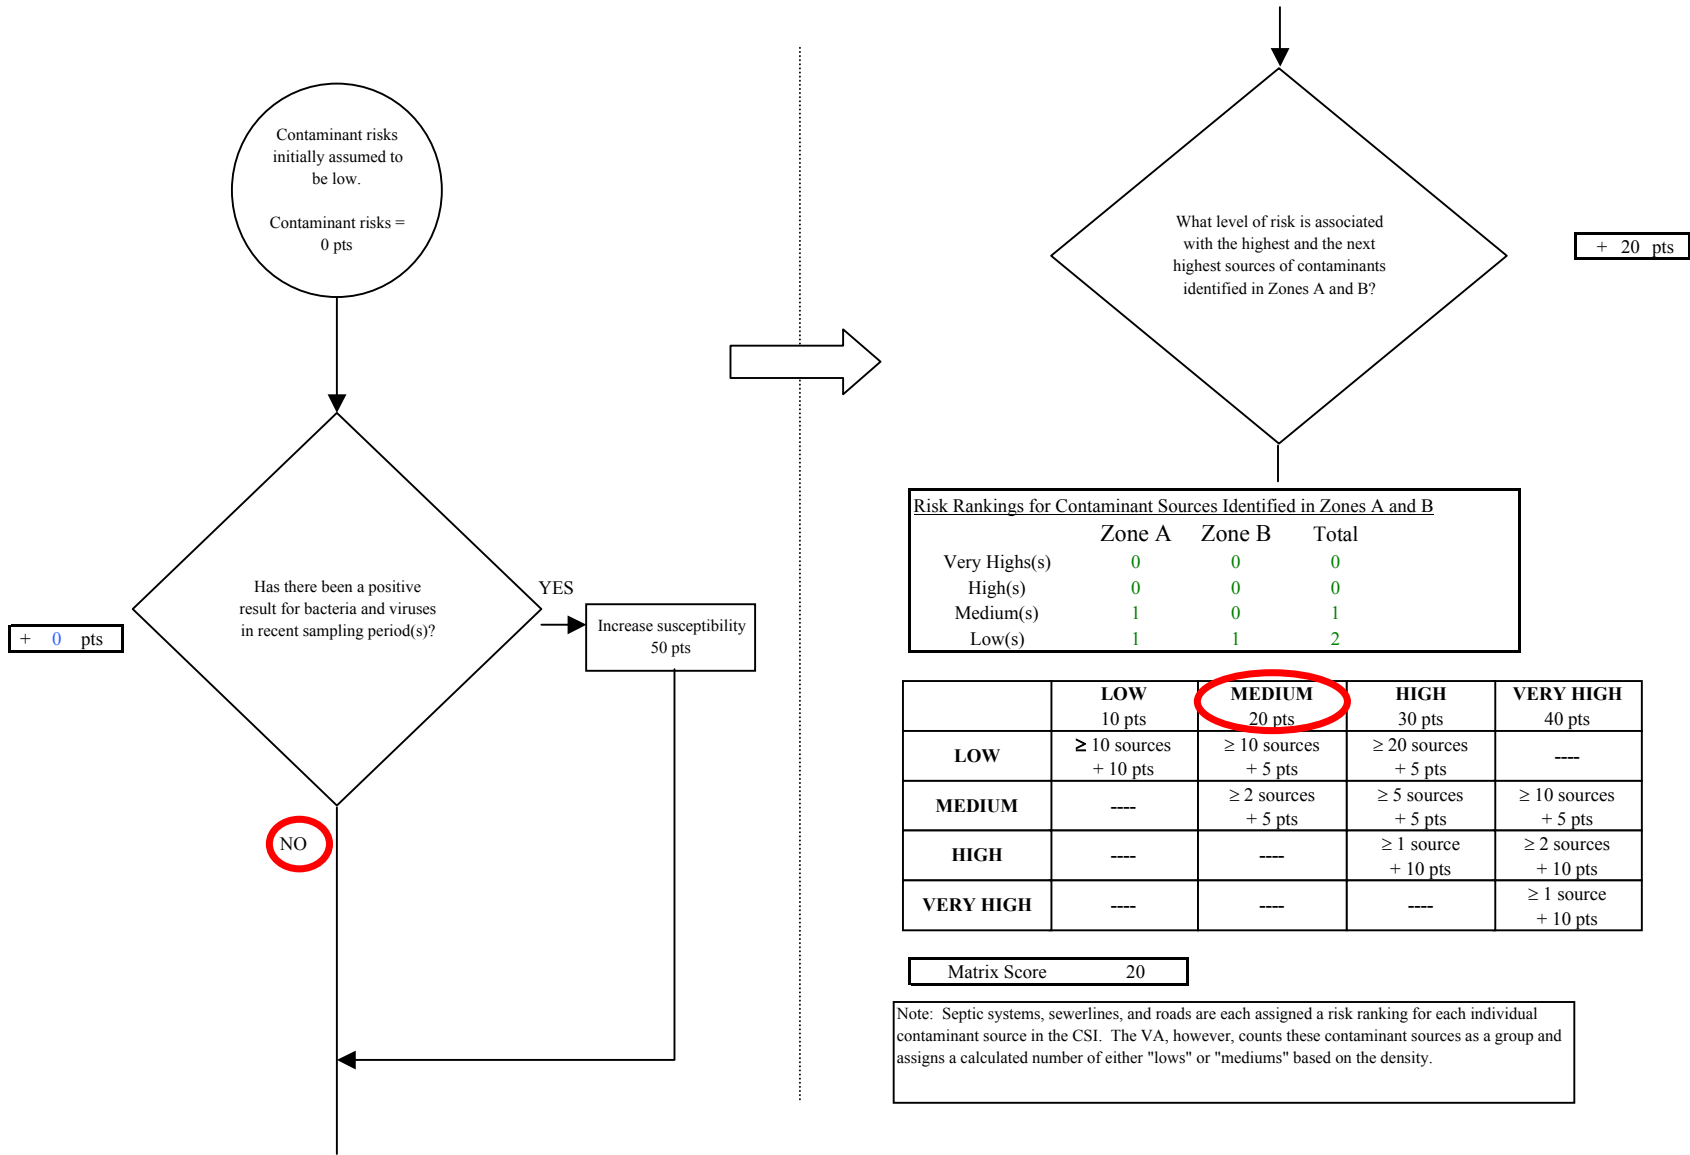 Contaminant risks
initially assumed to
be low.
Contaminant risks =
0 pts
Has there been a positive
result for bacteria and viruses
in recent sampling period(s)?
YES
+ 0 pts
Increase susceptibility
50 pts
NO
What level of risk is associated
with the highest and the next
highest sources of contaminants
identified in Zones A and B?
+ 20 pts
Risk Rankings for Contaminant Sources Identified in Zones A and B
Zone A Zone B Total
Very Highs(s) 0 0 0
High(s) 0 0 0
Medium(s) 1 0 1
Low(s) 1 1 2
LOW MEDIUM HIGH VERY HIGH
10 pts 20 pts 30 pts 40 pts
LOW ≥ 10 sources ≥ 10 sources ≥ 20 sources ----
+ 10 pts + 5 pts + 5 pts
MEDIUM ---- ≥ 2 sources ≥ 5 sources ≥ 10 sources
+ 5 pts + 5 pts + 5 pts
HIGH ---- ---- ≥ 1 source ≥ 2 sources
+ 10 pts + 10 pts
VERY HIGH ---- ---- ---- ≥ 1 source
+ 10 pts
Matrix Score 20
Note: Septic systems, sewerlines, and roads are each assigned a risk ranking for each individual
contaminant source in the CSI. The VA, however, counts these contaminant sources as a group and
assigns a calculated number of either "lows" or "mediums" based on the density.